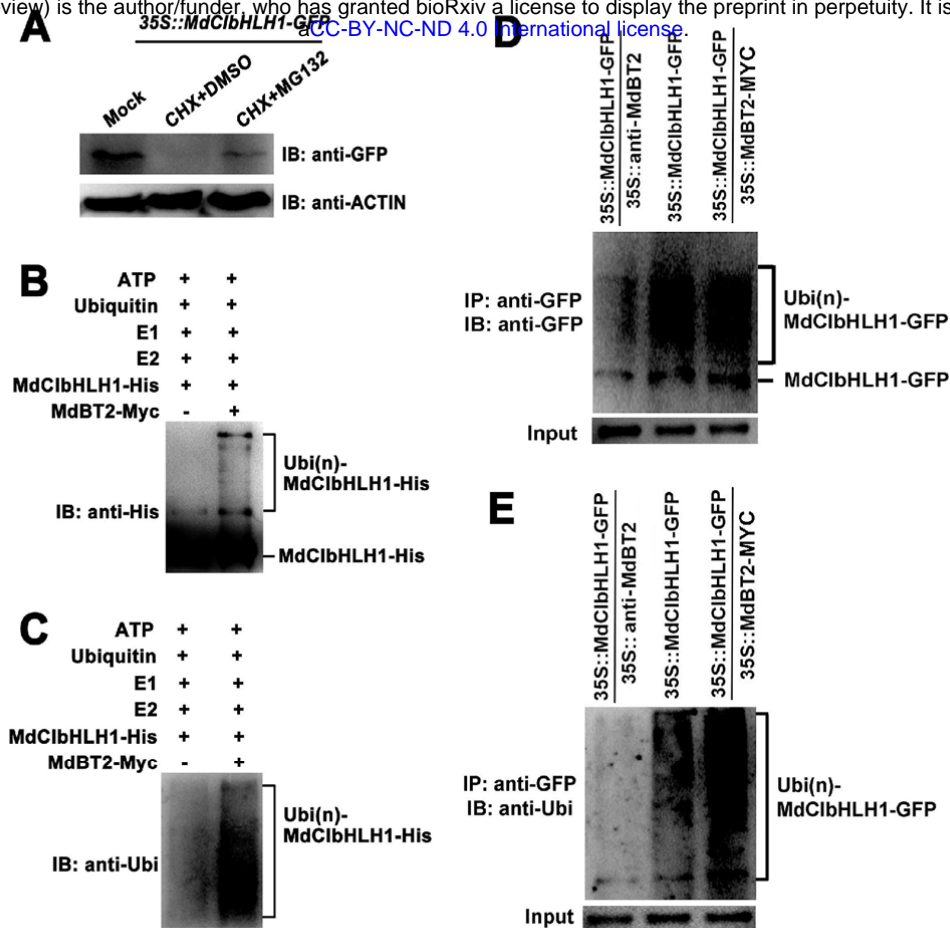 view) is the author/funder, who has granted bioRxiv a license to display the preprint in perpetuity. It is
aCC-BY-NC-ND 4.0 International license.
A
35S::MdCIbHLH1-GFP
Mock
CHX+DMSO
CHX+MG132
IB: anti-GFP
IB: anti-ACTIN
B
ATP + +
Ubiquitin + +
E1 + +
E2 + +
MdCIbHLH1-His + +
MdBT2-Myc - +
IB: anti-His
Ubi(n)-
MdCIbHLH1-His
MdCIbHLH1-His
C
ATP + +
Ubiquitin + +
E1 + +
E2 + +
MdCIbHLH1-His + +
MdBT2-Myc - +
IB: anti-Ubi
Ubi(n)-
MdCIbHLH1-His
D
35S::MdCIbHLH1-GFP
35S::anti-MdBT2
35S::MdCIbHLH1-GFP
35S::MdCIbHLH1-GFP
35S::MdBT2-MYC
IP: anti-GFP
IB: anti-GFP
Ubi(n)-
MdCIbHLH1-GFP
MdCIbHLH1-GFP
Input
E
35S::MdCIbHLH1-GFP
35S:: anti-MdBT2
35S::MdCIbHLH1-GFP
35S::MdCIbHLH1-GFP
35S::MdBT2-MYC
IP: anti-GFP
IB: anti-Ubi
Ubi(n)-
MdCIbHLH1-GFP
Input